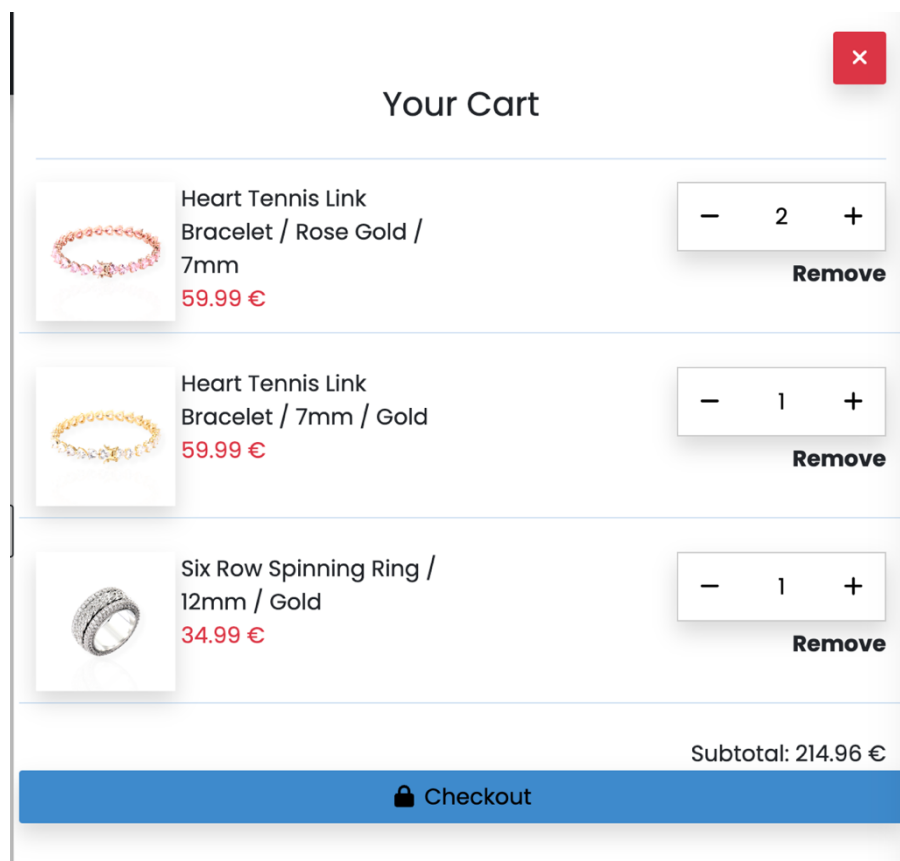 Your Cart
Heart Tennis Link
Bracelet / Rose Gold /
7mm
59.99 €
2
Remove
Heart Tennis Link
Bracelet / 7mm / Gold
59.99 €
1
Remove
Six Row Spinning Ring /
12mm / Gold
34.99 €
1
Remove
Subtotal: 214.96 €
Checkout